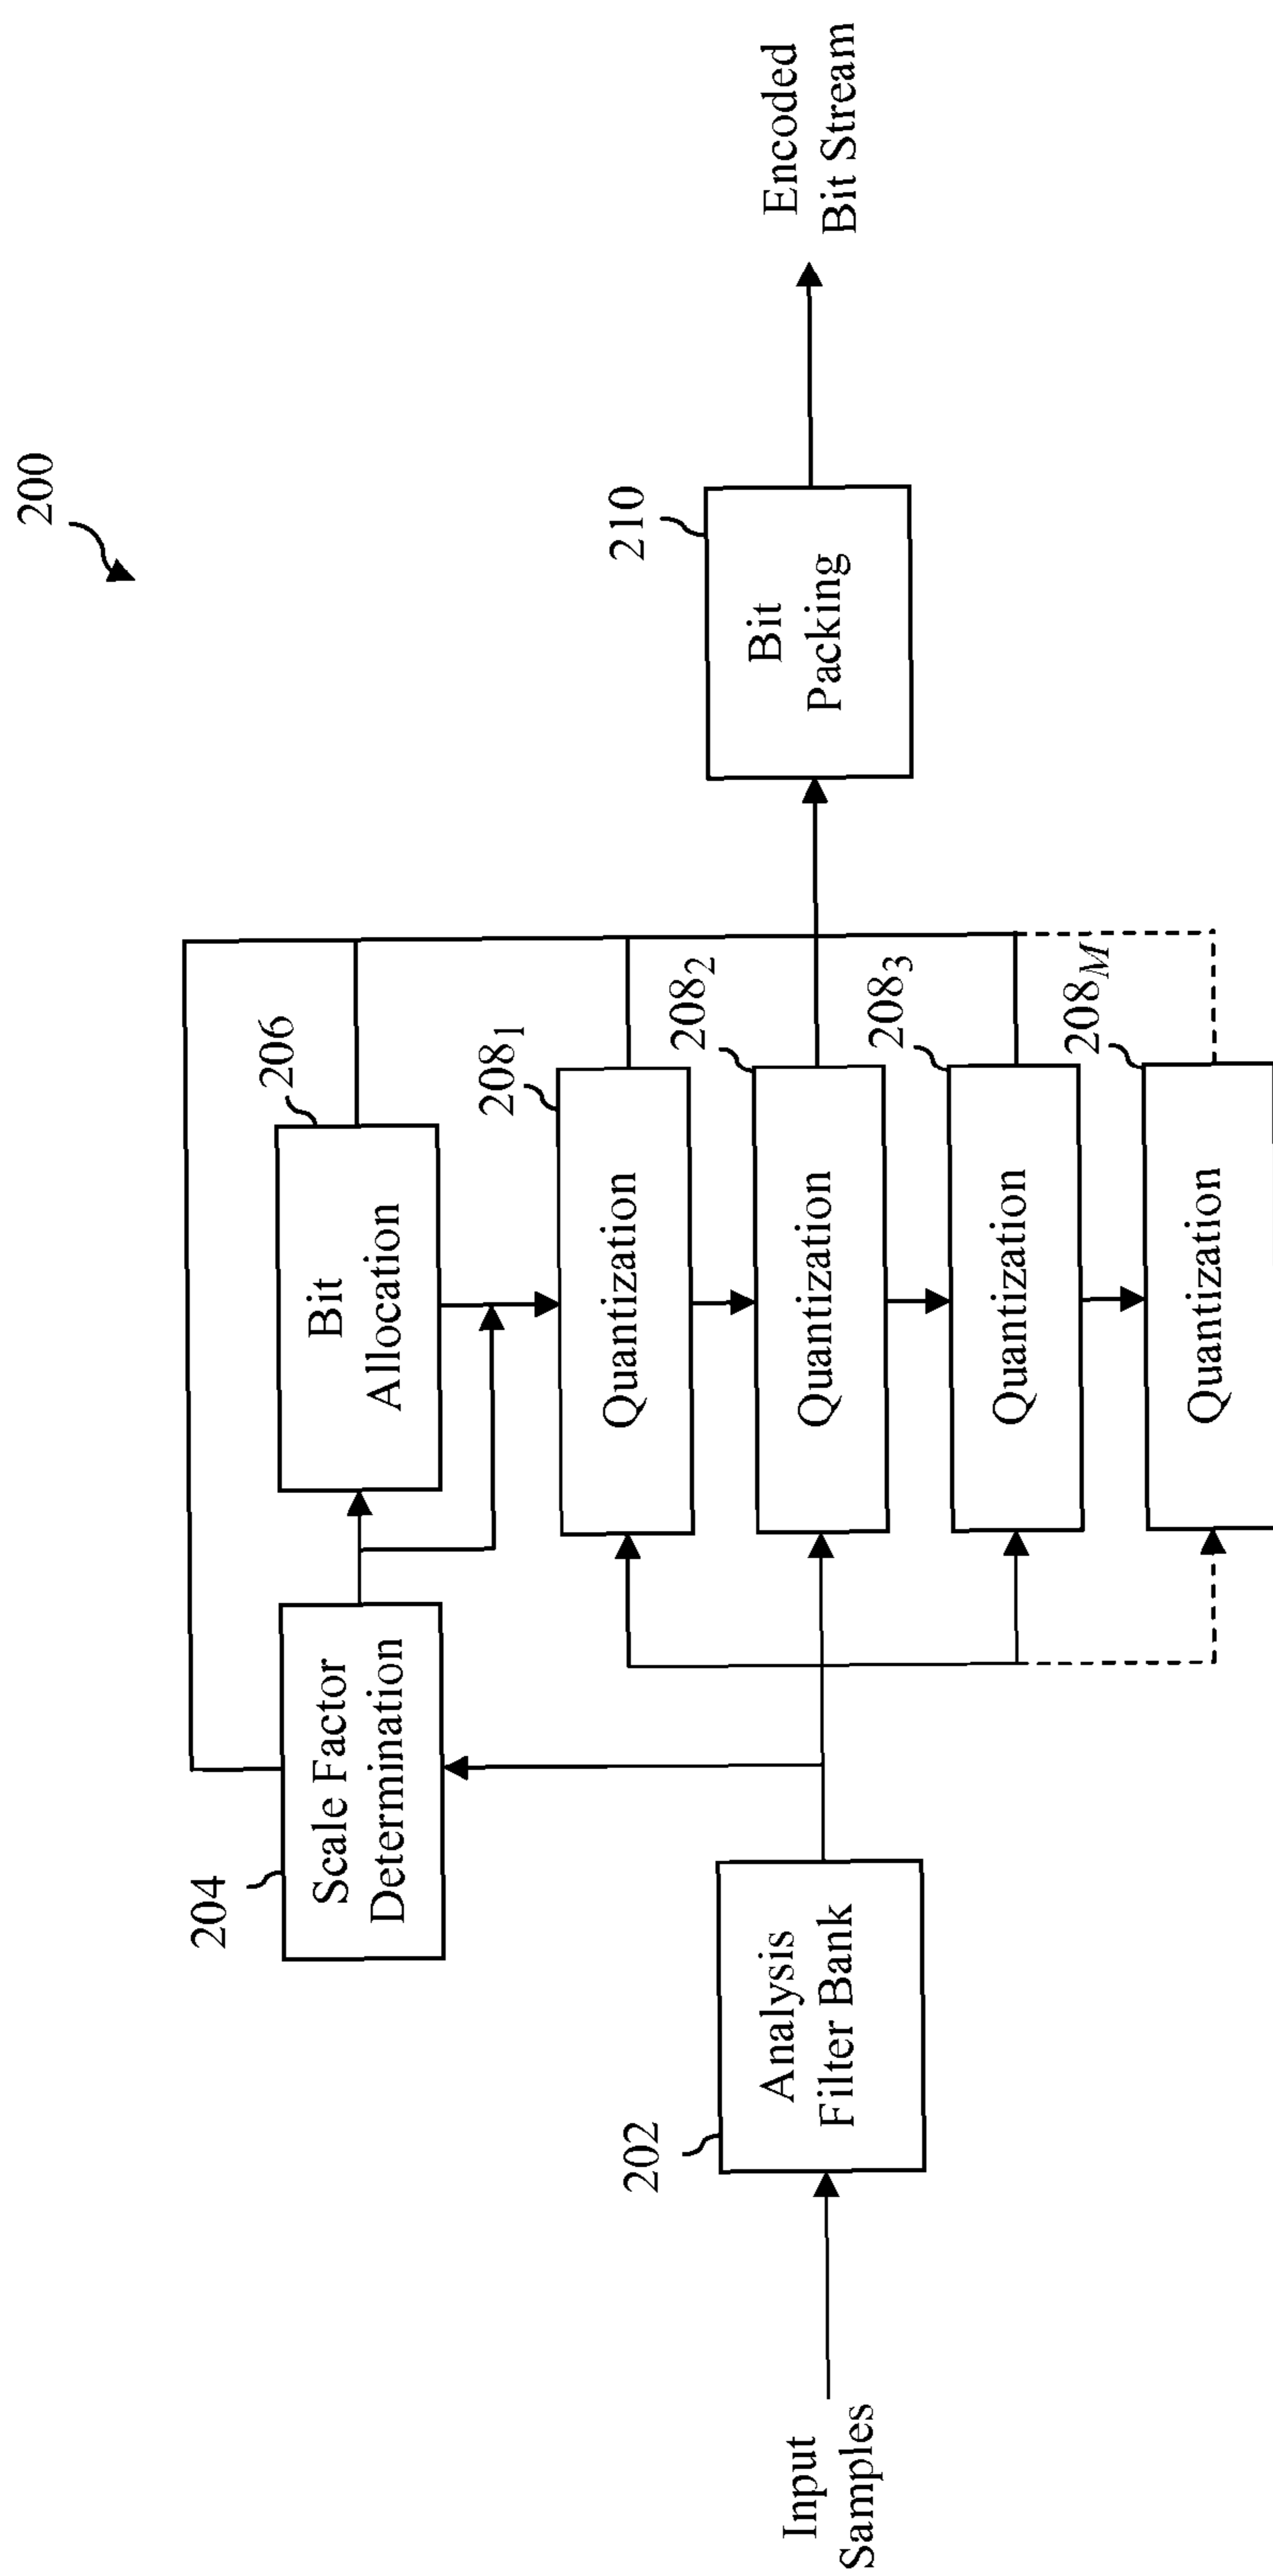 200
204
Scale Factor
Determination
206
Bit
Allocation
208₁
Quantization
208₂
Quantization
208₃
Quantization
208_M
Quantization
202
Analysis
Filter Bank
Input
Samples
210
Bit
Packing
Encoded
Bit Stream